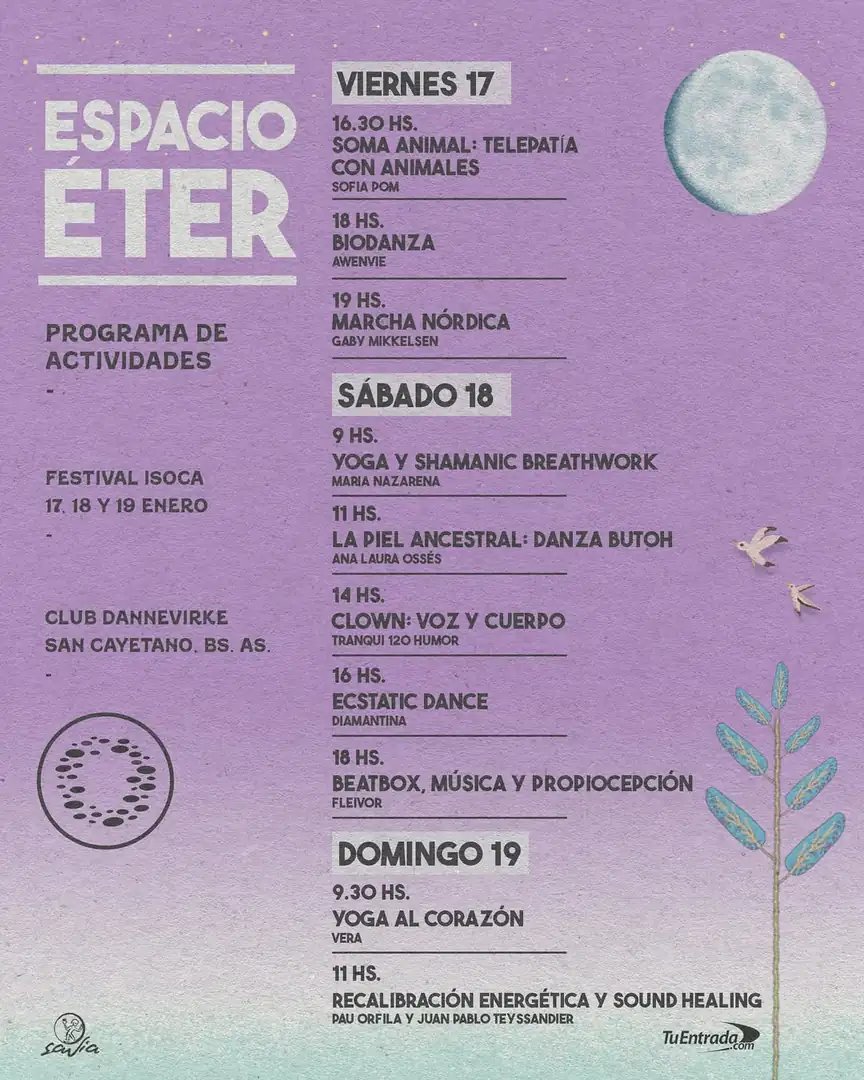 ESPACIO
ÉTER
PROGRAMA DE
ACTIVIDADES
-
FESTIVAL ISOCA
17, 18 Y 19 ENERO
-
CLUB DANNEVIRKE
SAN CAYETANO, BS. AS.
-
VIERNES 17
16.30 HS.
SOMA ANIMAL: TELEPATÍA
CON ANIMALES
SOFIA POM
18 HS.
BIODANZA
AWENVIE
19 HS.
MARCHA NÓRDICA
GABY MIKKELSEN
SÁBADO 18
9 HS.
YOGA Y SHAMANIC BREATHWORK
MARIA NAZARENA
11 HS.
LA PIEL ANCESTRAL: DANZA BUTOH
ANA LAURA OSSÉS
14 HS.
CLOWN: VOZ Y CUERPO
TRANQUI 120 HUMOR
16 HS.
ECSTATIC DANCE
DIAMANTINA
18 HS.
BEATBOX, MÚSICA Y PROPIOCEPCIÓN
FLEIVOR
DOMINGO 19
9.30 HS.
YOGA AL CORAZÓN
VERA
11 HS.
RECALIBRACIÓN ENERGÉTICA Y SOUND HEALING
PAU ORFILA Y JUAN PABLO TEYSSANDIER
savia
TuEntrada
.com